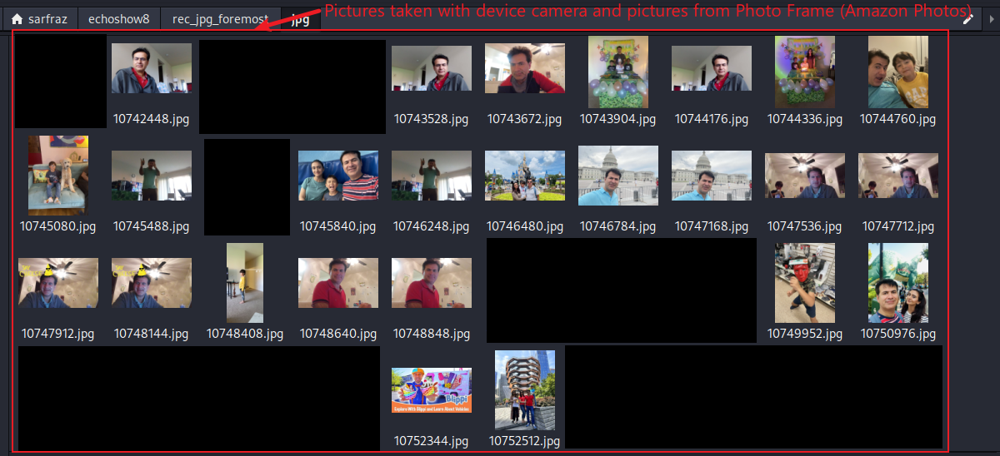 Pictures taken with device camera and pictures from Photo Frame (Amazon Photos)
sarfraz echoshow8 rec_jpg_foremost jpg
10742448.jpg 10743528.jpg 10743672.jpg 10743904.jpg 10744176.jpg 10744336.jpg 10744760.jpg
10745080.jpg 10745488.jpg 10745840.jpg 10746248.jpg 10746480.jpg 10746784.jpg 10747168.jpg 10747536.jpg 10747712.jpg
10747912.jpg 10748144.jpg 10748408.jpg 10748640.jpg 10748848.jpg 10749952.jpg 10750976.jpg
Blippi
Explore With Blippi and Learn About Vehicles
10752344.jpg 10752512.jpg